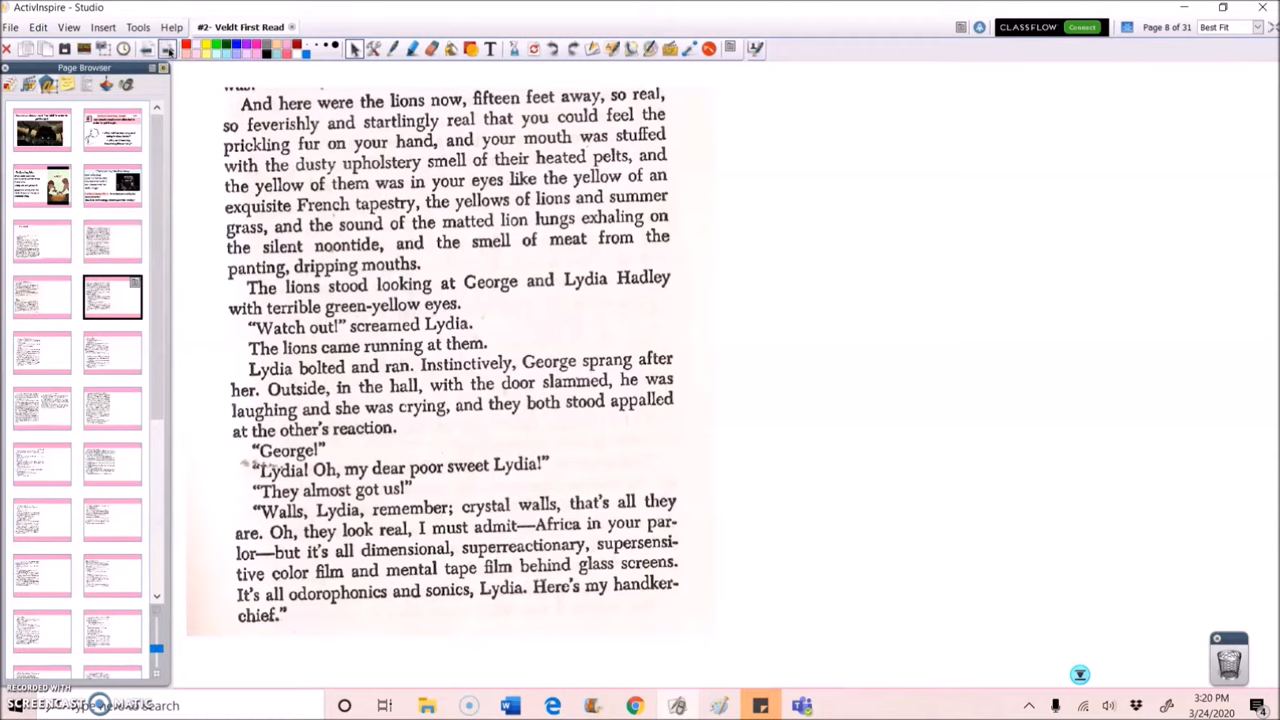 ActivInspire - Studio
File Edit View Insert Tools Help #2- Veldt First Read
CLASSFLOW Connect Page 8 of 31 Best Fit
Page Browser
And here were the lions now, fifteen feet away, so real,
so feverishly and startlingly real that you could feel the
prickling fur on your hand, and your mouth was stuffed
with the dusty upholstery smell of their heated pelts, and
the yellow of them was in your eyes like the yellow of an
exquisite French tapestry, the yellows of lions and summer
grass, and the sound of the matted lion lungs exhaling on
the silent noontide, and the smell of meat from the
panting, dripping mouths.
The lions stood looking at George and Lydia Hadley
with terrible green-yellow eyes.
“Watch out!” screamed Lydia.
The lions came running at them.
Lydia bolted and ran. Instinctively, George sprang after
her. Outside, in the hall, with the door slammed, he was
laughing and she was crying, and they both stood appalled
at the other’s reaction.
“George!”
“Lydia! Oh, my dear poor sweet Lydia!”
“They almost got us!”
“Walls, Lydia, remember; crystal walls, that’s all they
are. Oh, they look real, I must admit—Africa in your par-
lor—but it’s all dimensional, superreactionary, supersensi-
tive color film and mental tape film behind glass screens.
It’s all odorophonics and sonics, Lydia. Here’s my handker-
chief.”
RECORDED WITH
SCREENCAST-O-MATIC
Type here to search
3:20 PM
3/24/2020